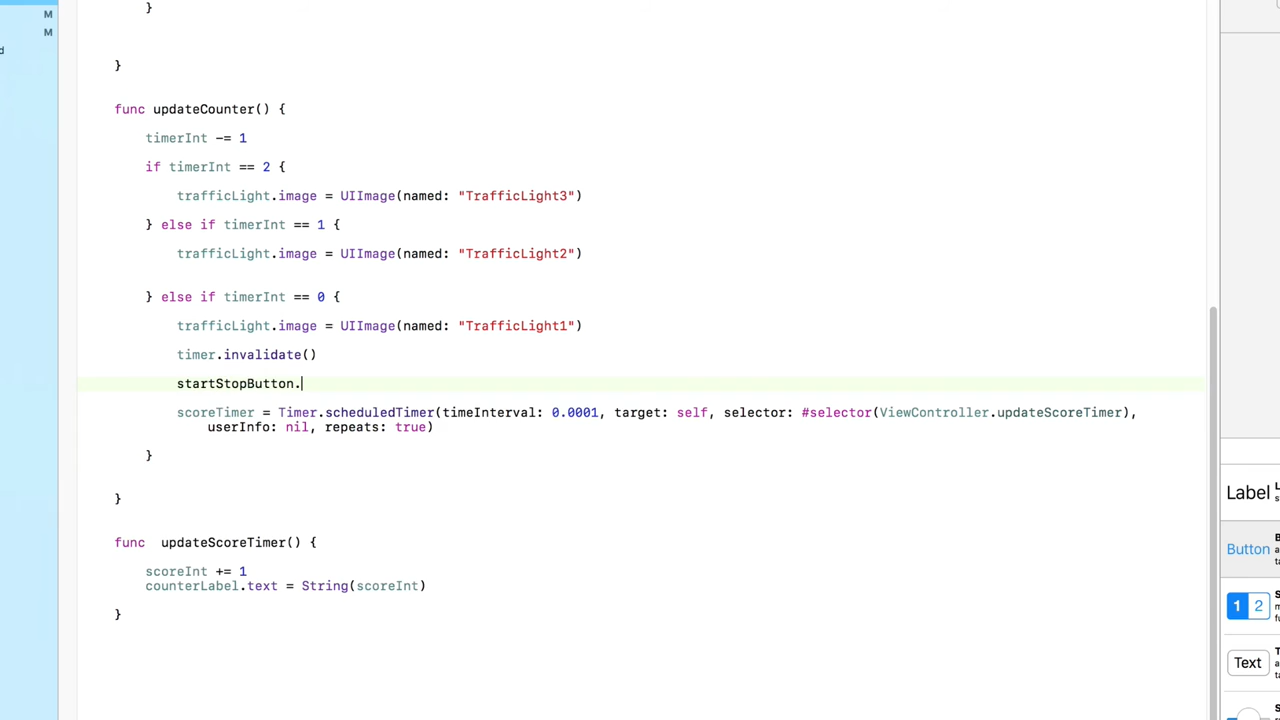 M
}
M
d
}
func updateCounter() {
timerInt -= 1
if timerInt == 2 {
trafficLight.image = UIImage(named: "TrafficLight3")
} else if timerInt == 1 {
trafficLight.image = UIImage(named: "TrafficLight2")
} else if timerInt == 0 {
trafficLight.image = UIImage(named: "TrafficLight1")
timer.invalidate()
startStopButton.
scoreTimer = Timer.scheduledTimer(timeInterval: 0.0001, target: self, selector: #selector(ViewController.updateScoreTimer),
userInfo: nil, repeats: true)
}
}
func  updateScoreTimer() {
scoreInt += 1
counterLabel.text = String(scoreInt)
}
Label
Button
1 2
Text